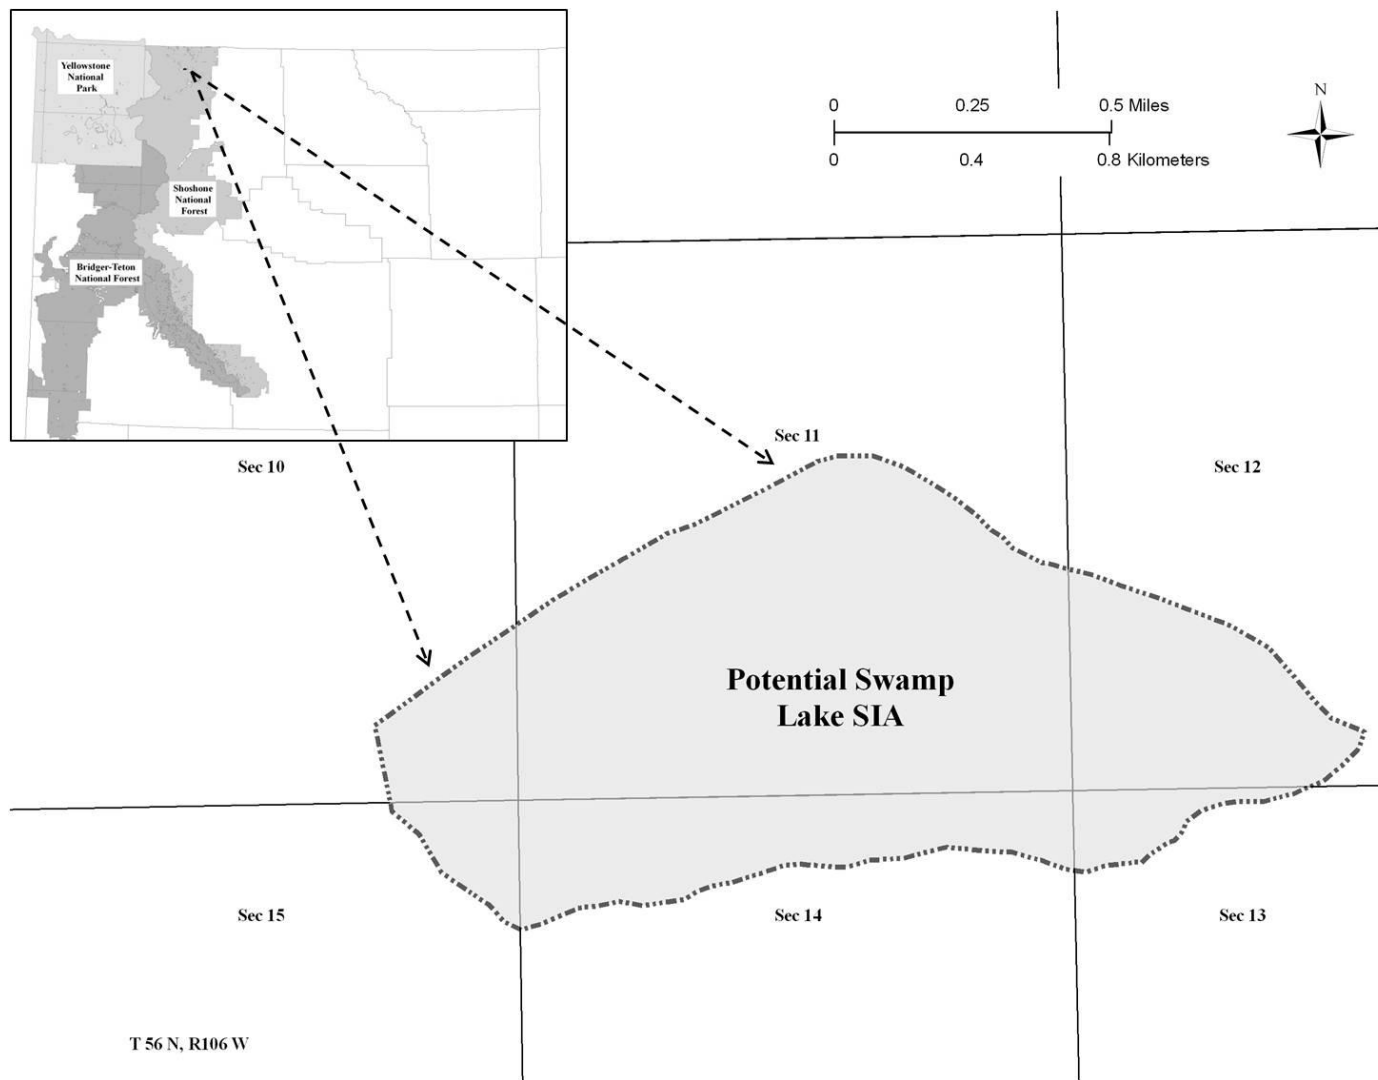 Yellowstone
National
Park
Shoshone
National
Forest
Bridger-Teton
National Forest
0 0.25 0.5 Miles
0 0.4 0.8 Kilometers
N
Sec 11
Sec 10
Sec 12
Potential Swamp
Lake SIA
Sec 15
Sec 14
Sec 13
T 56 N, R106 W